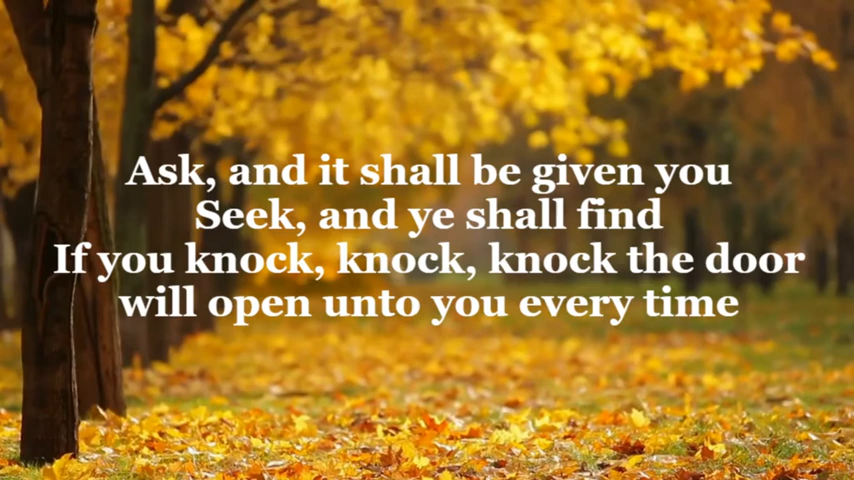 Ask, and it shall be given you
Seek, and ye shall find
If you knock, knock, knock the door
will open unto you every time